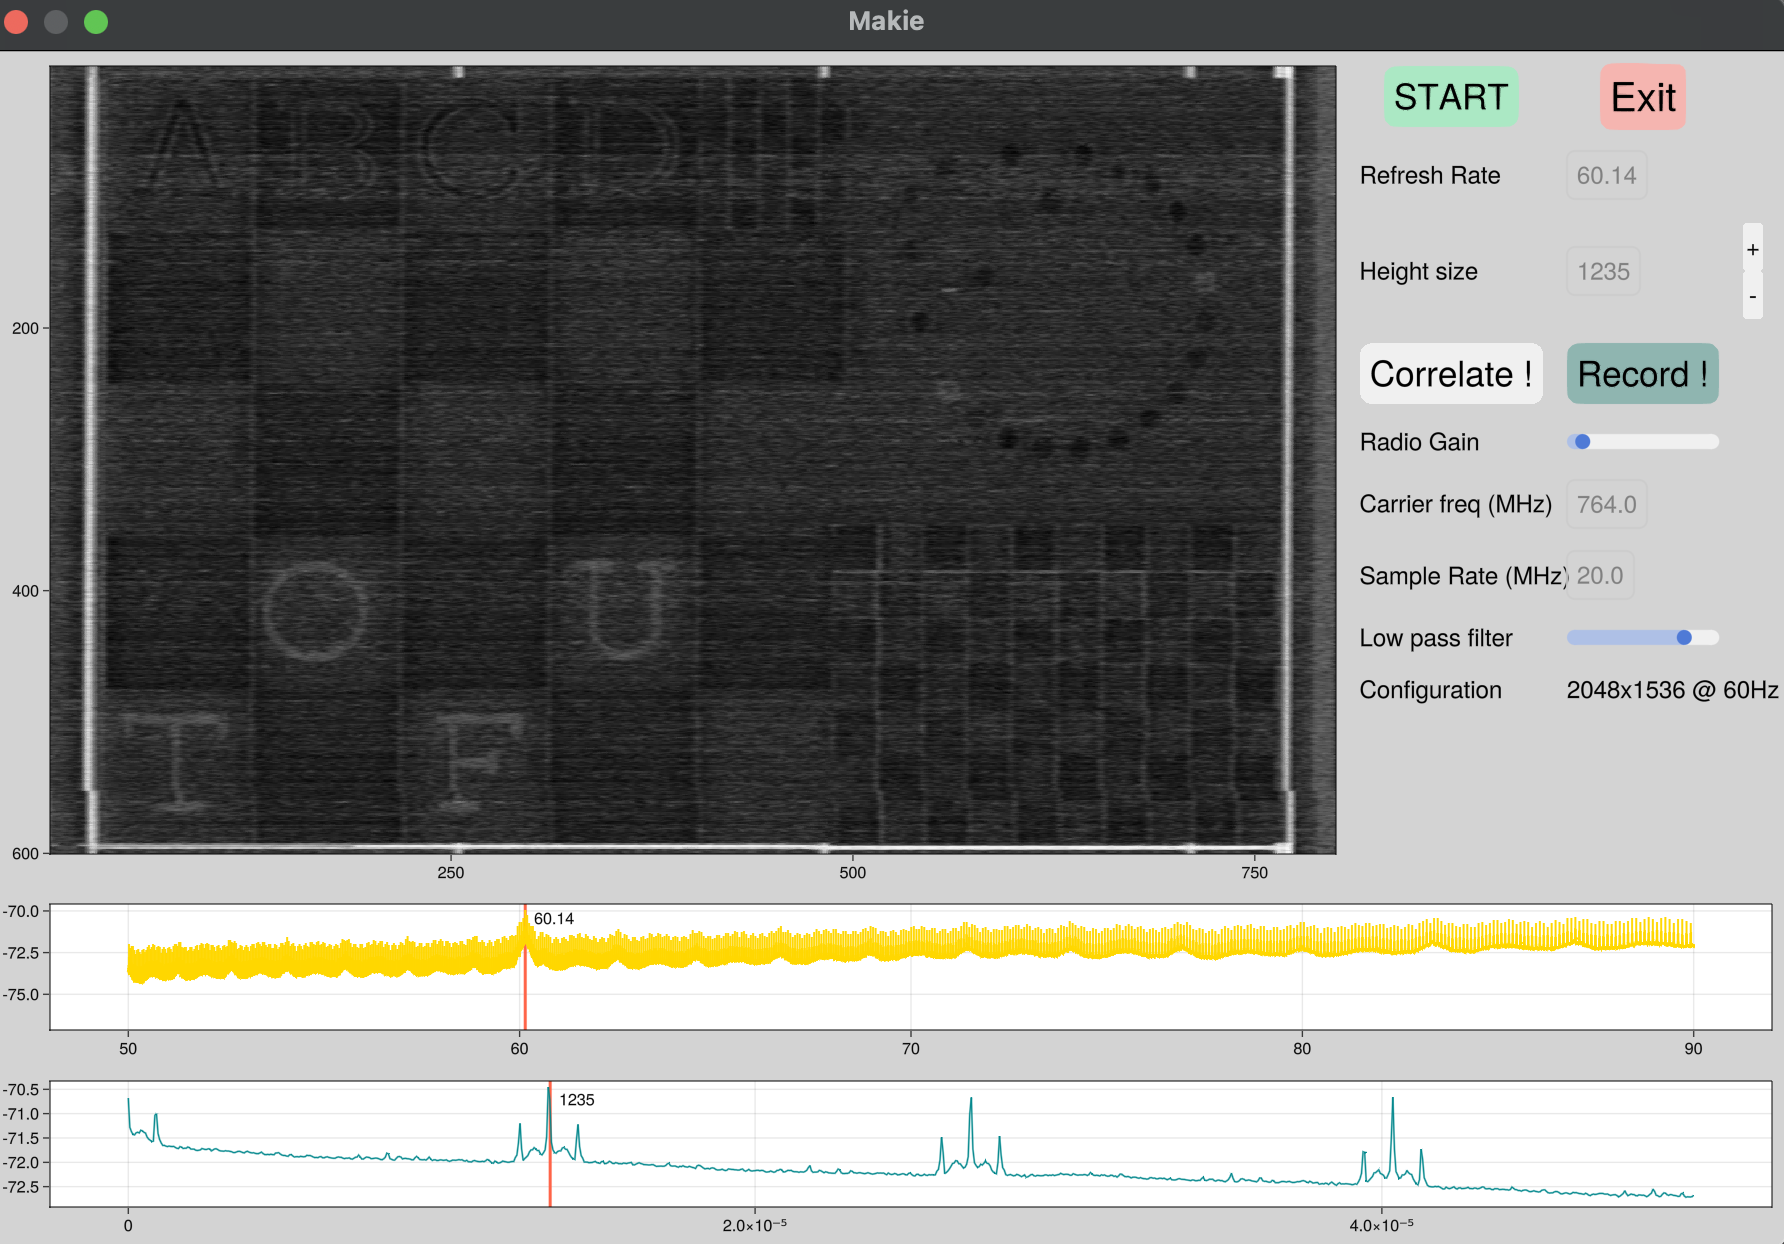 Makie
A B C D
O U
T F
200
400
600
250 500 750
START Exit
Refresh Rate 60.14
Height size 1235
+
-
Correlate ! Record !
Radio Gain
Carrier freq (MHz) 764.0
Sample Rate (MHz) 20.0
Low pass filter
Configuration 2048x1536 @ 60Hz
-70.0
-72.5
-75.0
60.14
50 60 70 80 90
-70.5
-71.0
-71.5
-72.0
-72.5
1235
0 2.0×10⁻⁵ 4.0×10⁻⁵